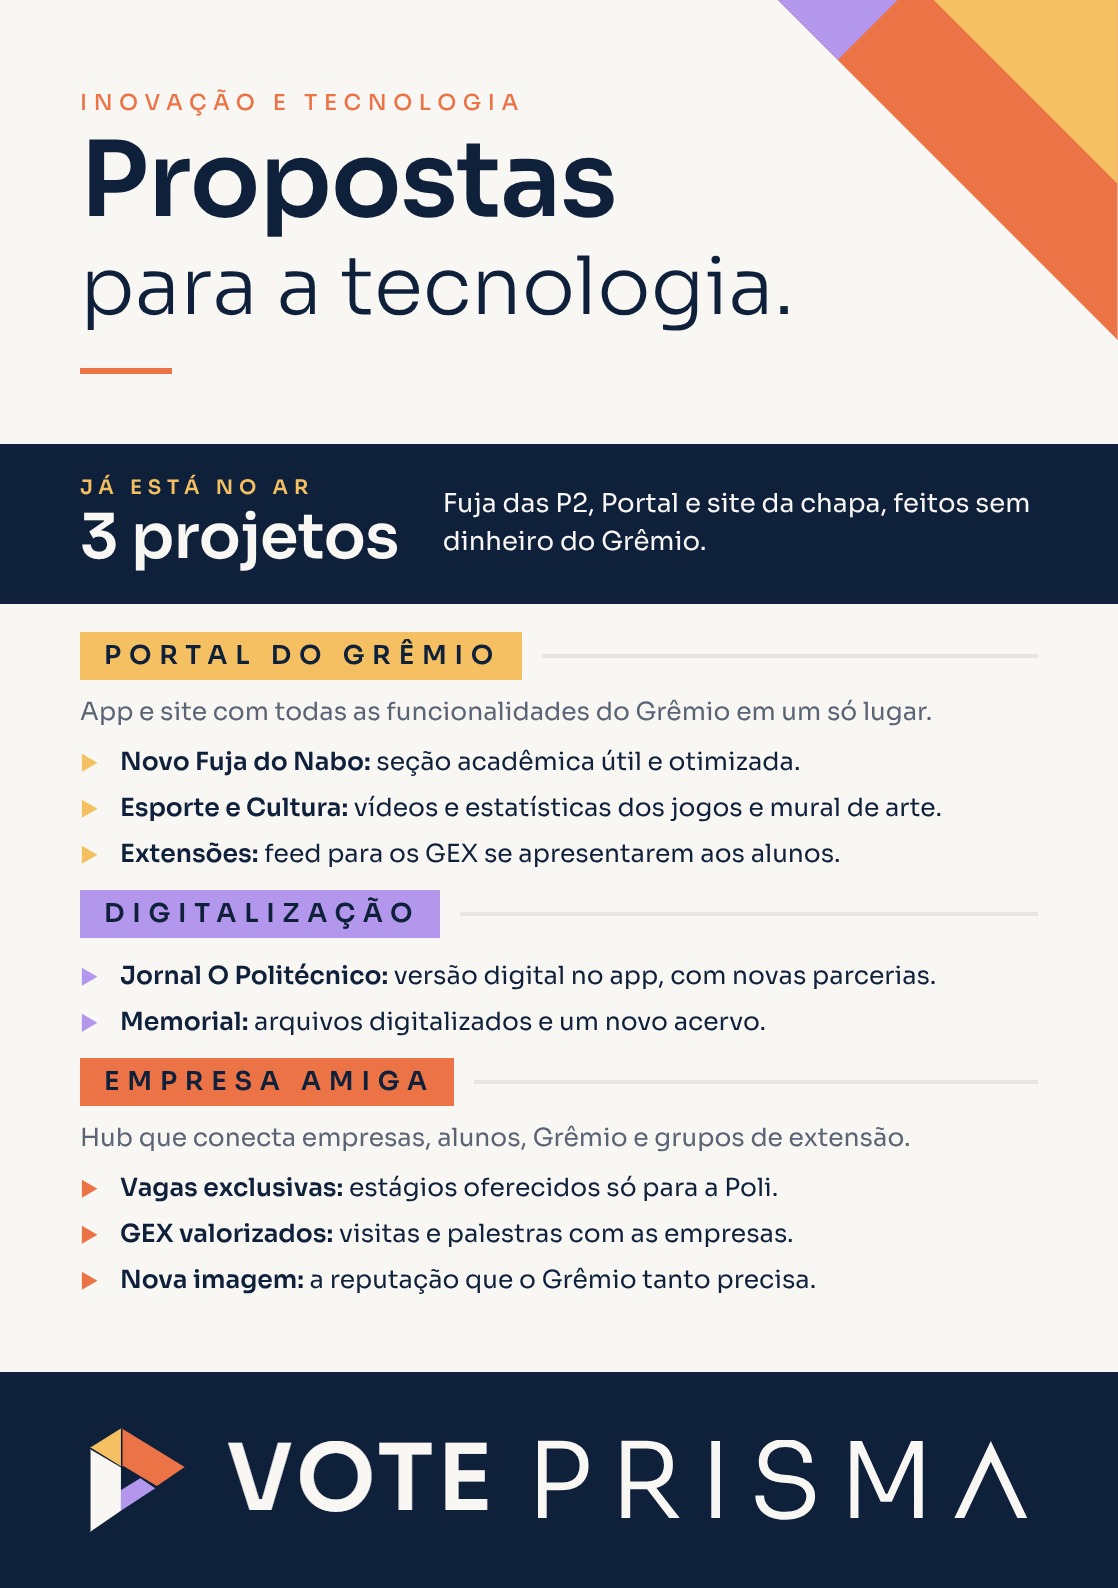 INOVAÇÃO E TECNOLOGIA
Propostas
para a tecnologia.
JÁ ESTÁ NO AR
3 projetos
Fuja das P2, Portal e site da chapa, feitos sem
dinheiro do Grêmio.
PORTAL DO GRÊMIO
App e site com todas as funcionalidades do Grêmio em um só lugar.
Novo Fuja do Nabo: seção acadêmica útil e otimizada.
Esporte e Cultura: vídeos e estatísticas dos jogos e mural de arte.
Extensões: feed para os GEX se apresentarem aos alunos.
DIGITALIZAÇÃO
Jornal O Politécnico: versão digital no app, com novas parcerias.
Memorial: arquivos digitalizados e um novo acervo.
EMPRESA AMIGA
Hub que conecta empresas, alunos, Grêmio e grupos de extensão.
Vagas exclusivas: estágios oferecidos só para a Poli.
GEX valorizados: visitas e palestras com as empresas.
Nova imagem: a reputação que o Grêmio tanto precisa.
VOTE PRISMA